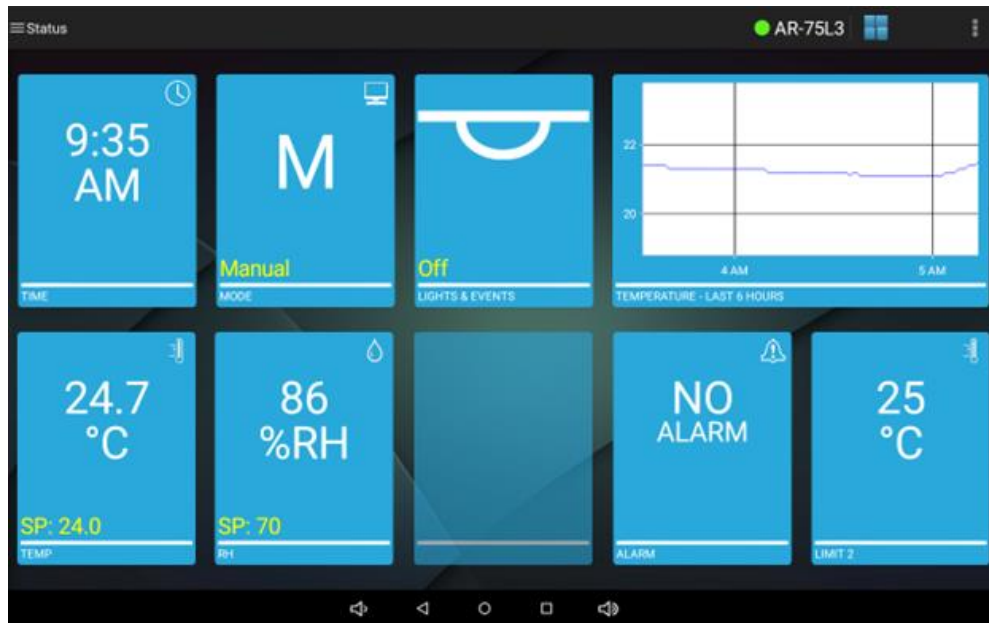 Status
AR-75L3
9:35
AM
TIME
M
Manual
MODE
Off
LIGHTS & EVENTS
22
20
4 AM
5 AM
TEMPERATURE - LAST 6 HOURS
24.7
°C
SP: 24.0
TEMP
86
%RH
SP: 70
RH
NO
ALARM
ALARM
25
°C
LIMIT 2